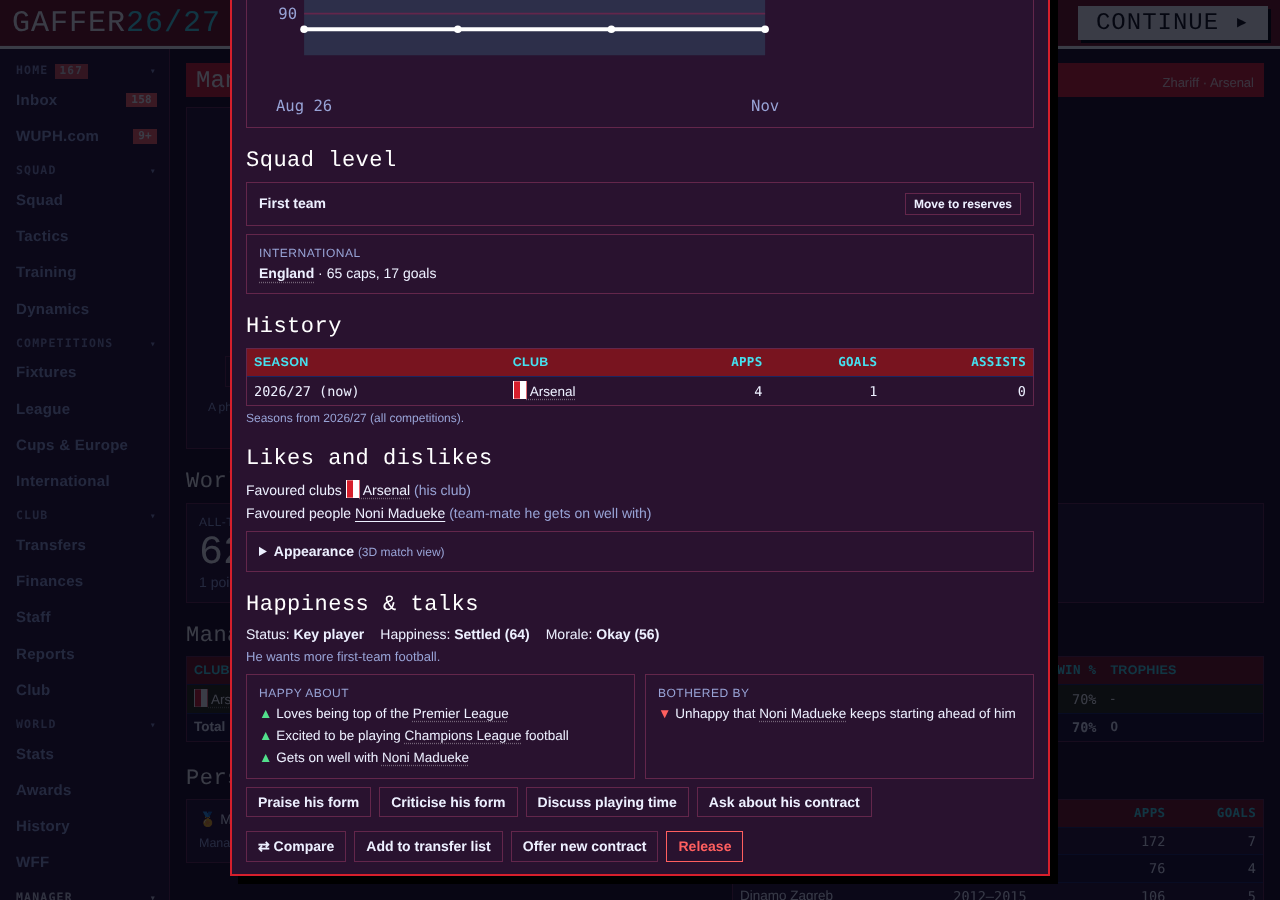 GAFFER26/27
CONTINUE ►
HOME 167
Inbox 158
WUPH.com 9+
SQUAD
Squad
Tactics
Training
Dynamics
COMPETITIONS
Fixtures
League
Cups & Europe
International
CLUB
Transfers
Finances
Staff
Reports
Club
WORLD
Stats
Awards
History
WFF
MANAGER
Zhariff · Arsenal
90
Aug 26
Nov
Squad level
First team
Move to reserves
INTERNATIONAL
England · 65 caps, 17 goals
History
SEASON CLUB APPS GOALS ASSISTS
2026/27 (now) Arsenal 4 1 0
Seasons from 2026/27 (all competitions).
Likes and dislikes
Favoured clubs Arsenal (his club)
Favoured people Noni Madueke (team-mate he gets on well with)
► Appearance (3D match view)
Happiness & talks
Status: Key player Happiness: Settled (64) Morale: Okay (56)
He wants more first-team football.
HAPPY ABOUT
▲ Loves being top of the Premier League
▲ Excited to be playing Champions League football
▲ Gets on well with Noni Madueke
BOTHERED BY
▼ Unhappy that Noni Madueke keeps starting ahead of him
Praise his form
Criticise his form
Discuss playing time
Ask about his contract
⇄ Compare
Add to transfer list
Offer new contract
Release
CLUB
WIN % TROPHIES
70% -
Total
70% 0
APPS GOALS
172 7
76 4
Dinamo Zagreb 2012–2015 106 5